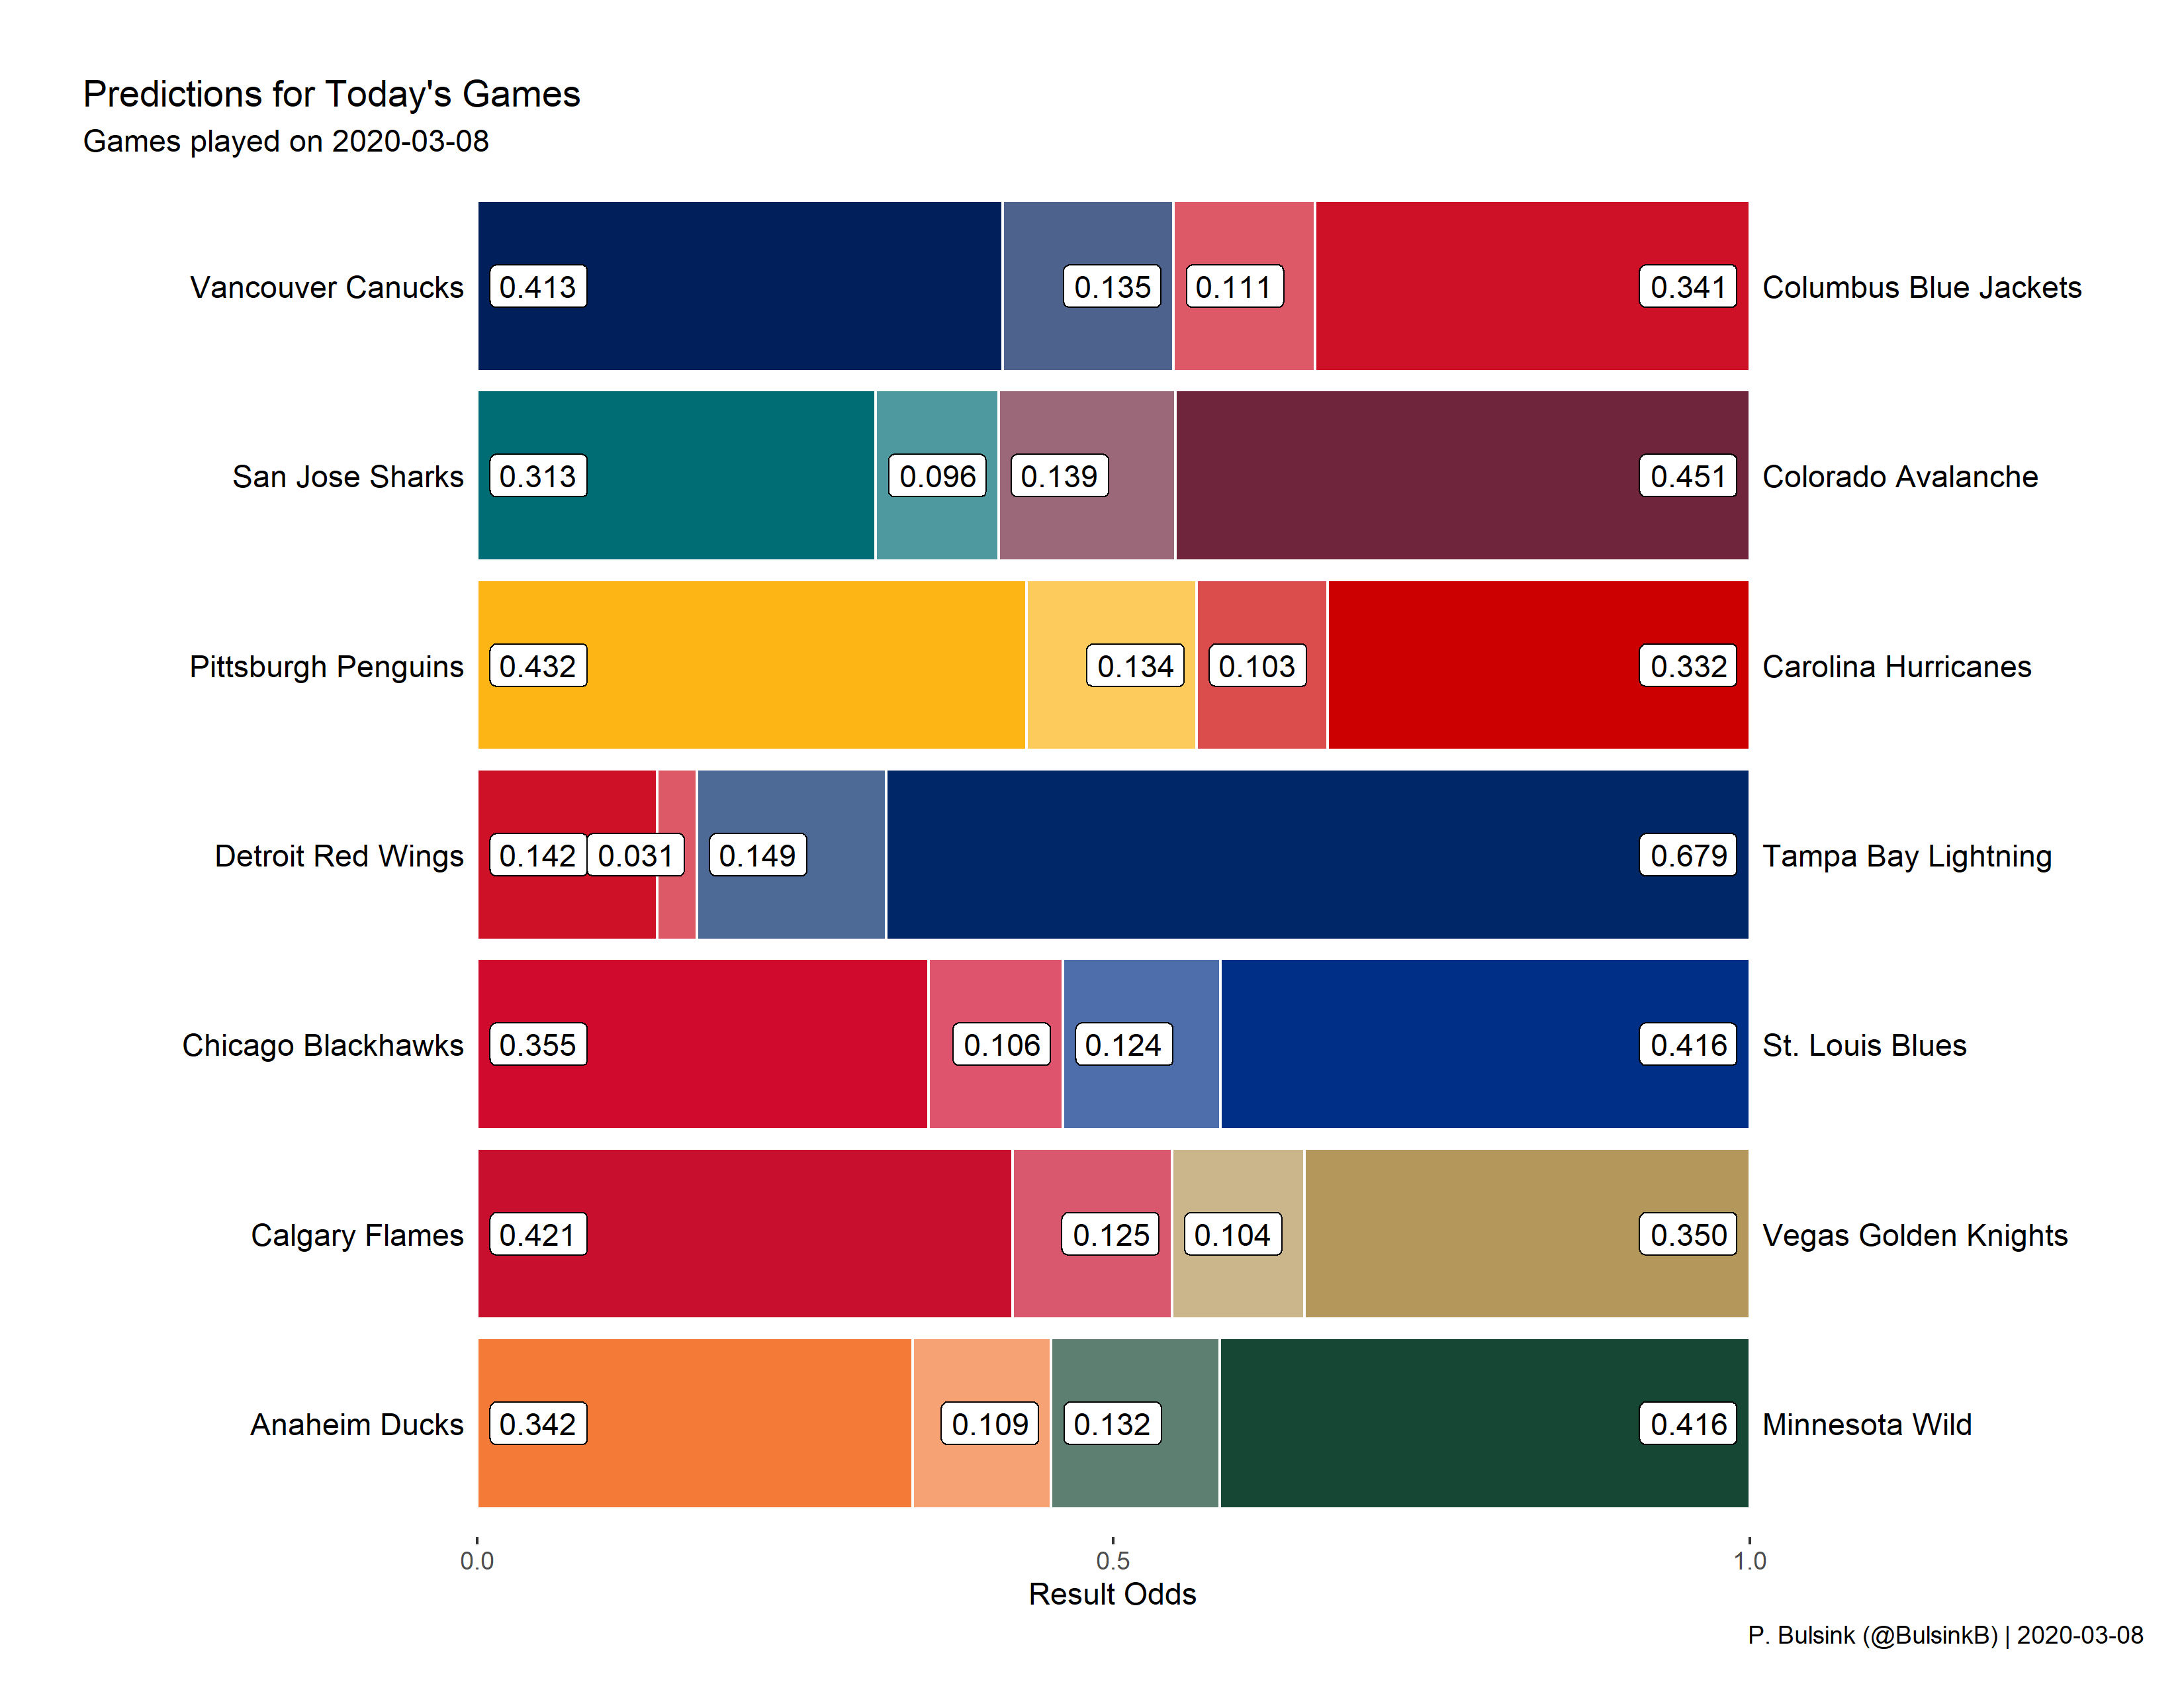 Predictions for Today's Games
Games played on 2020-03-08
Vancouver Canucks 0.413 0.135 0.111 0.341 Columbus Blue Jackets
San Jose Sharks 0.313 0.096 0.139 0.451 Colorado Avalanche
Pittsburgh Penguins 0.432 0.134 0.103 0.332 Carolina Hurricanes
Detroit Red Wings 0.142 0.031 0.149 0.679 Tampa Bay Lightning
Chicago Blackhawks 0.355 0.106 0.124 0.416 St. Louis Blues
Calgary Flames 0.421 0.125 0.104 0.350 Vegas Golden Knights
Anaheim Ducks 0.342 0.109 0.132 0.416 Minnesota Wild
0.0 0.5 1.0
Result Odds
P. Bulsink (@BulsinkB) | 2020-03-08